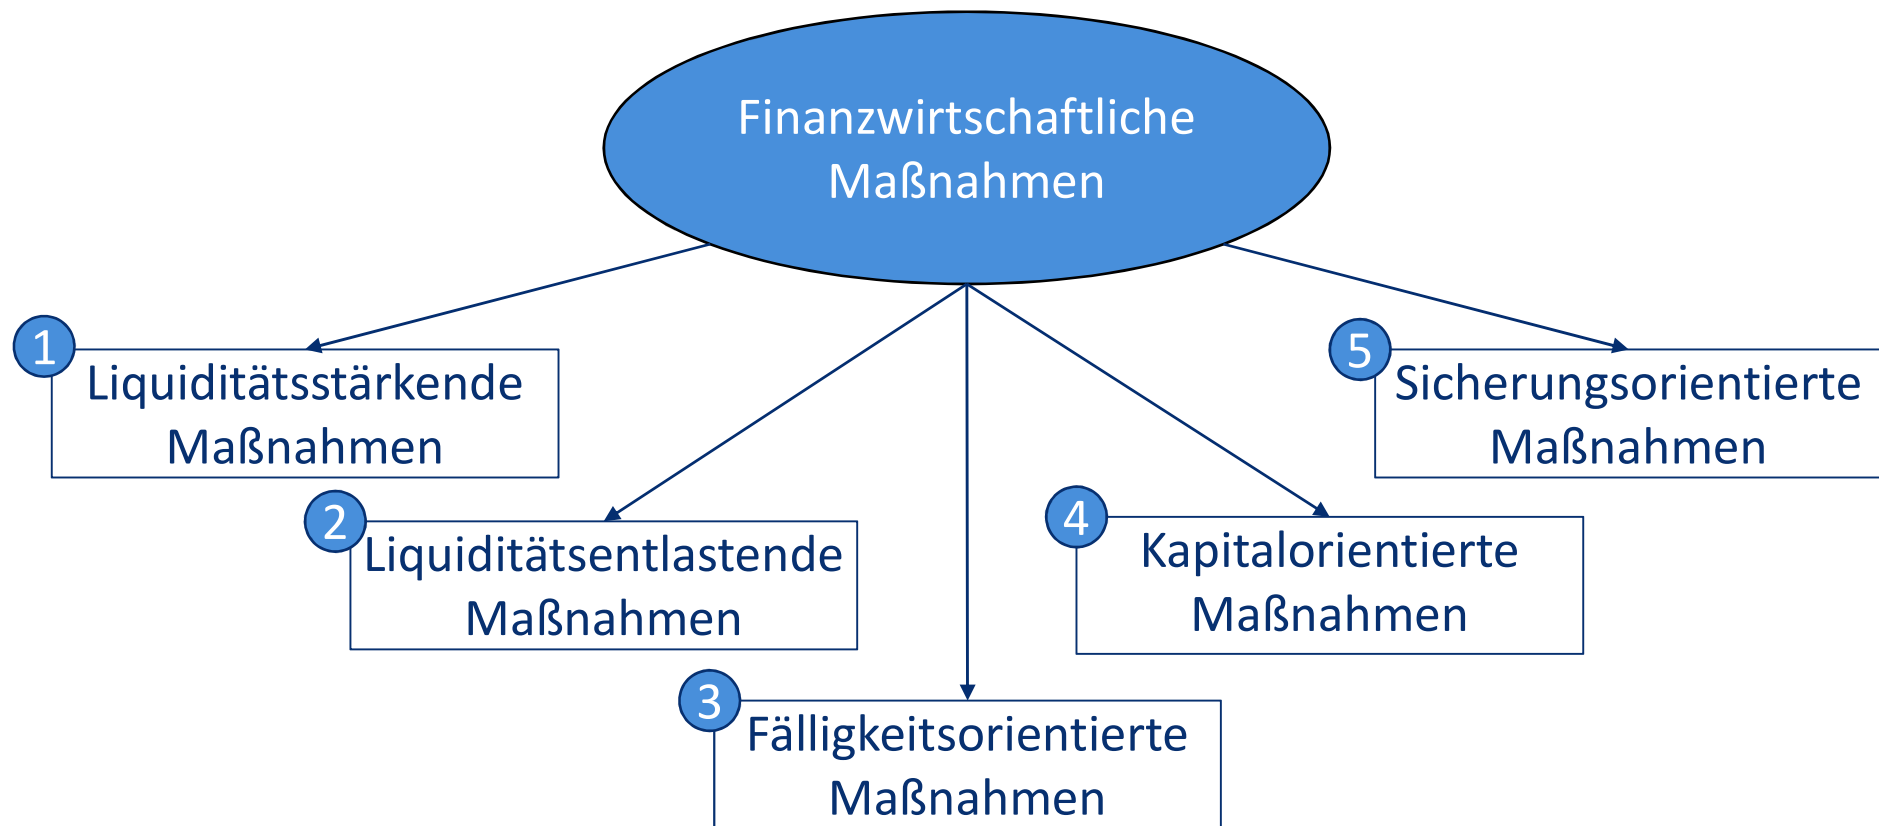 Finanzwirtschaftliche
Maßnahmen
1
Liquiditätsstärkende
Maßnahmen
2
Liquiditätsentlastende
Maßnahmen
3
Fälligkeitsorientierte
Maßnahmen
4
Kapitalorientierte
Maßnahmen
5
Sicherungsorientierte
Maßnahmen